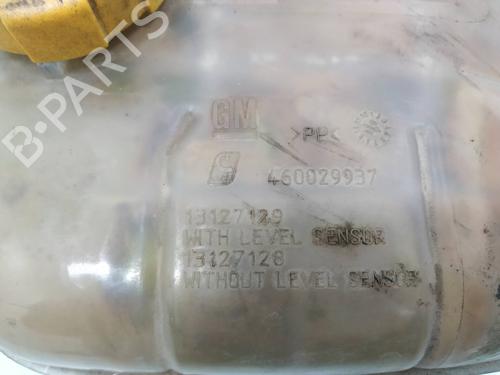 GM
>PP<
460029937
13127129
WITH LEVEL SENSOR
13127128
WITHOUT LEVEL SENSOR
B-PARTS